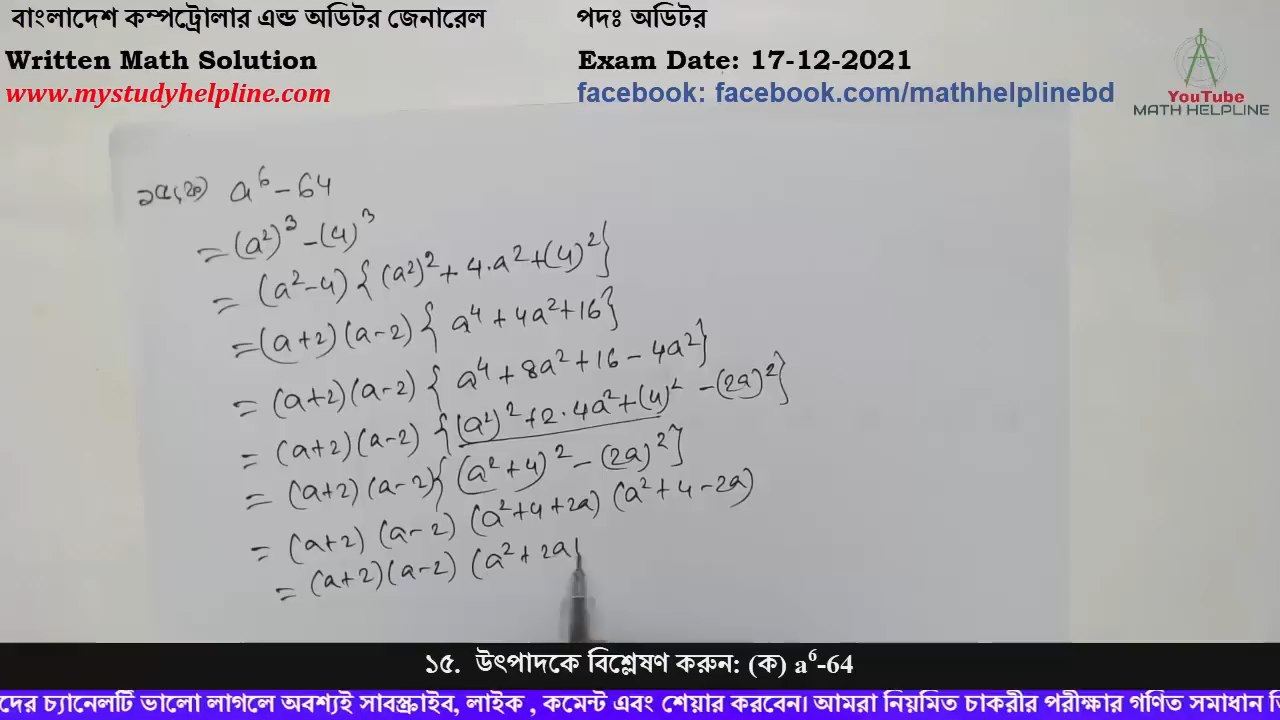 বাংলাদেশ কম্পট্রোলার এন্ড অডিটর জেনারেল
পদঃ অডিটর
Written Math Solution
Exam Date: 17-12-2021
www.mystudyhelpline.com
facebook: facebook.com/mathhelplinebd
YouTube
MATH HELPLINE
১৫,(ক) a⁶ - 64
= (a²)³ - (4)³
= (a² - 4) { (a²)² + 4·a² + (4)² }
= (a+2) (a-2) { a⁴ + 4a² + 16 }
= (a+2) (a-2) { a⁴ + 8a² + 16 - 4a² }
= (a+2) (a-2) { (a²)² + 2·4a² + (4)² - (2a)² }
= (a+2) (a-2) { (a² + 4)² - (2a)² }
= (a+2) (a-2) (a² + 4 + 2a) (a² + 4 - 2a)
= (a+2) (a-2) (a² + 2a
১৫. উৎপাদকে বিশ্লেষণ করুন: (ক) a⁶-64
দের চ্যানেলটি ভালো লাগলে অবশ্যই সাবস্ক্রাইব, লাইক , কমেন্ট এবং শেয়ার করবেন। আমরা নিয়মিত চাকরীর পরীক্ষার গণিত সমাধান